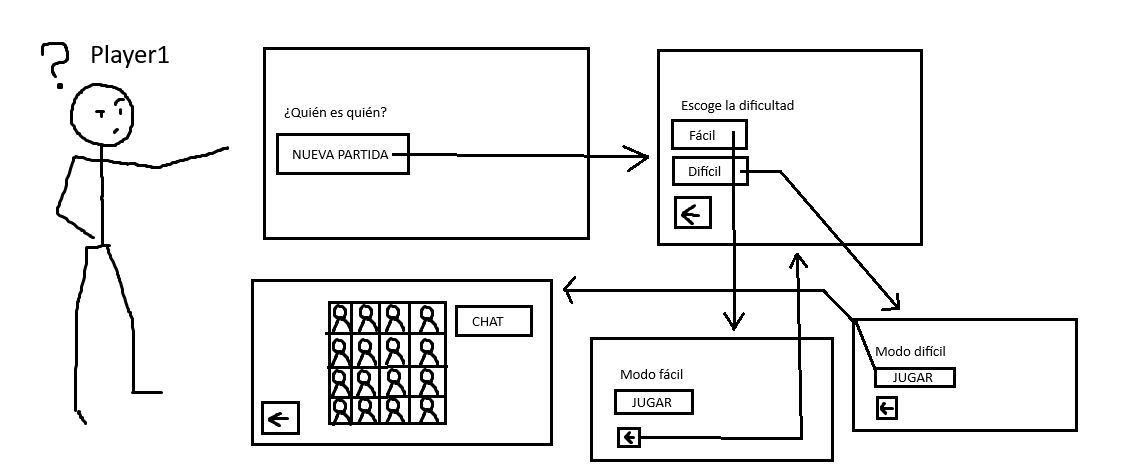 ?
Player1
¿Quién es quién?
NUEVA PARTIDA
Escoge la dificultad
Fácil
Difícil
CHAT
Modo fácil
JUGAR
Modo difícil
JUGAR